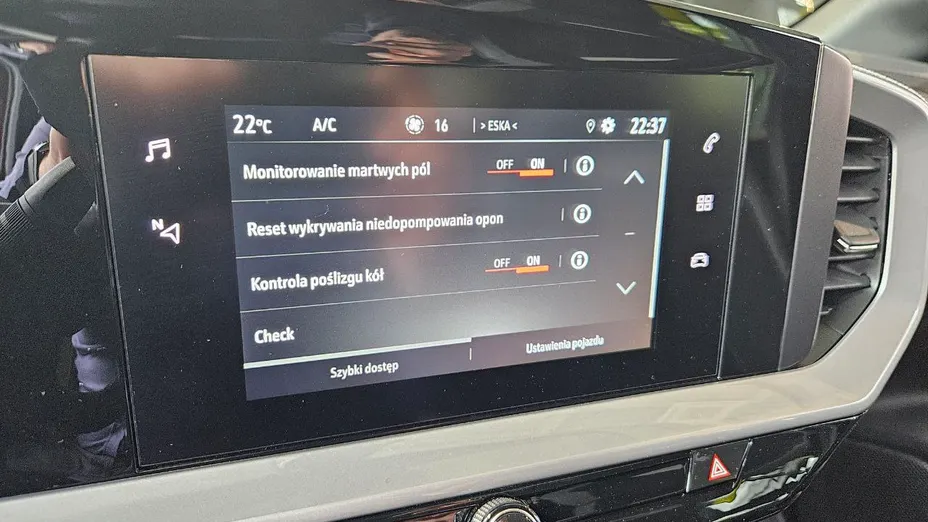 22°C A/C 16 > ESKA < 22:37
Monitorowanie martwych pól OFF ON
Reset wykrywania niedopompowania opon
Kontrola poślizgu kół OFF ON
Check
Szybki dostęp Ustawienia pojazdu
N